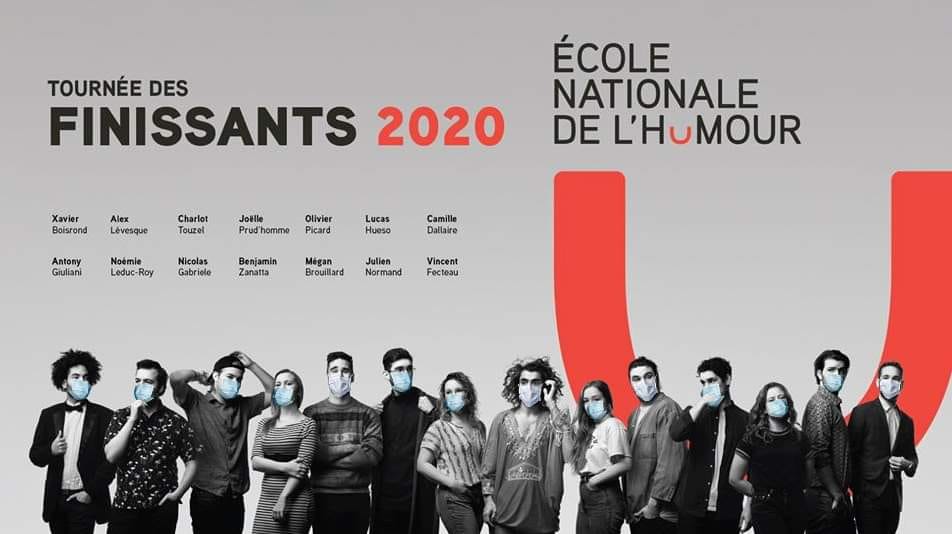 TOURNÉE DES
FINISSANTS 2020
ÉCOLE
NATIONALE
DE L'HUMOUR
Xavier Alex Charlot Joëlle Olivier Lucas Camille
Boisrond Lévesque Touzel Prud'homme Picard Hueso Dallaire
Antony Noémie Nicolas Benjamin Mégan Julien Vincent
Giuliani Leduc-Roy Gabriele Zanatta Brouillard Normand Fecteau